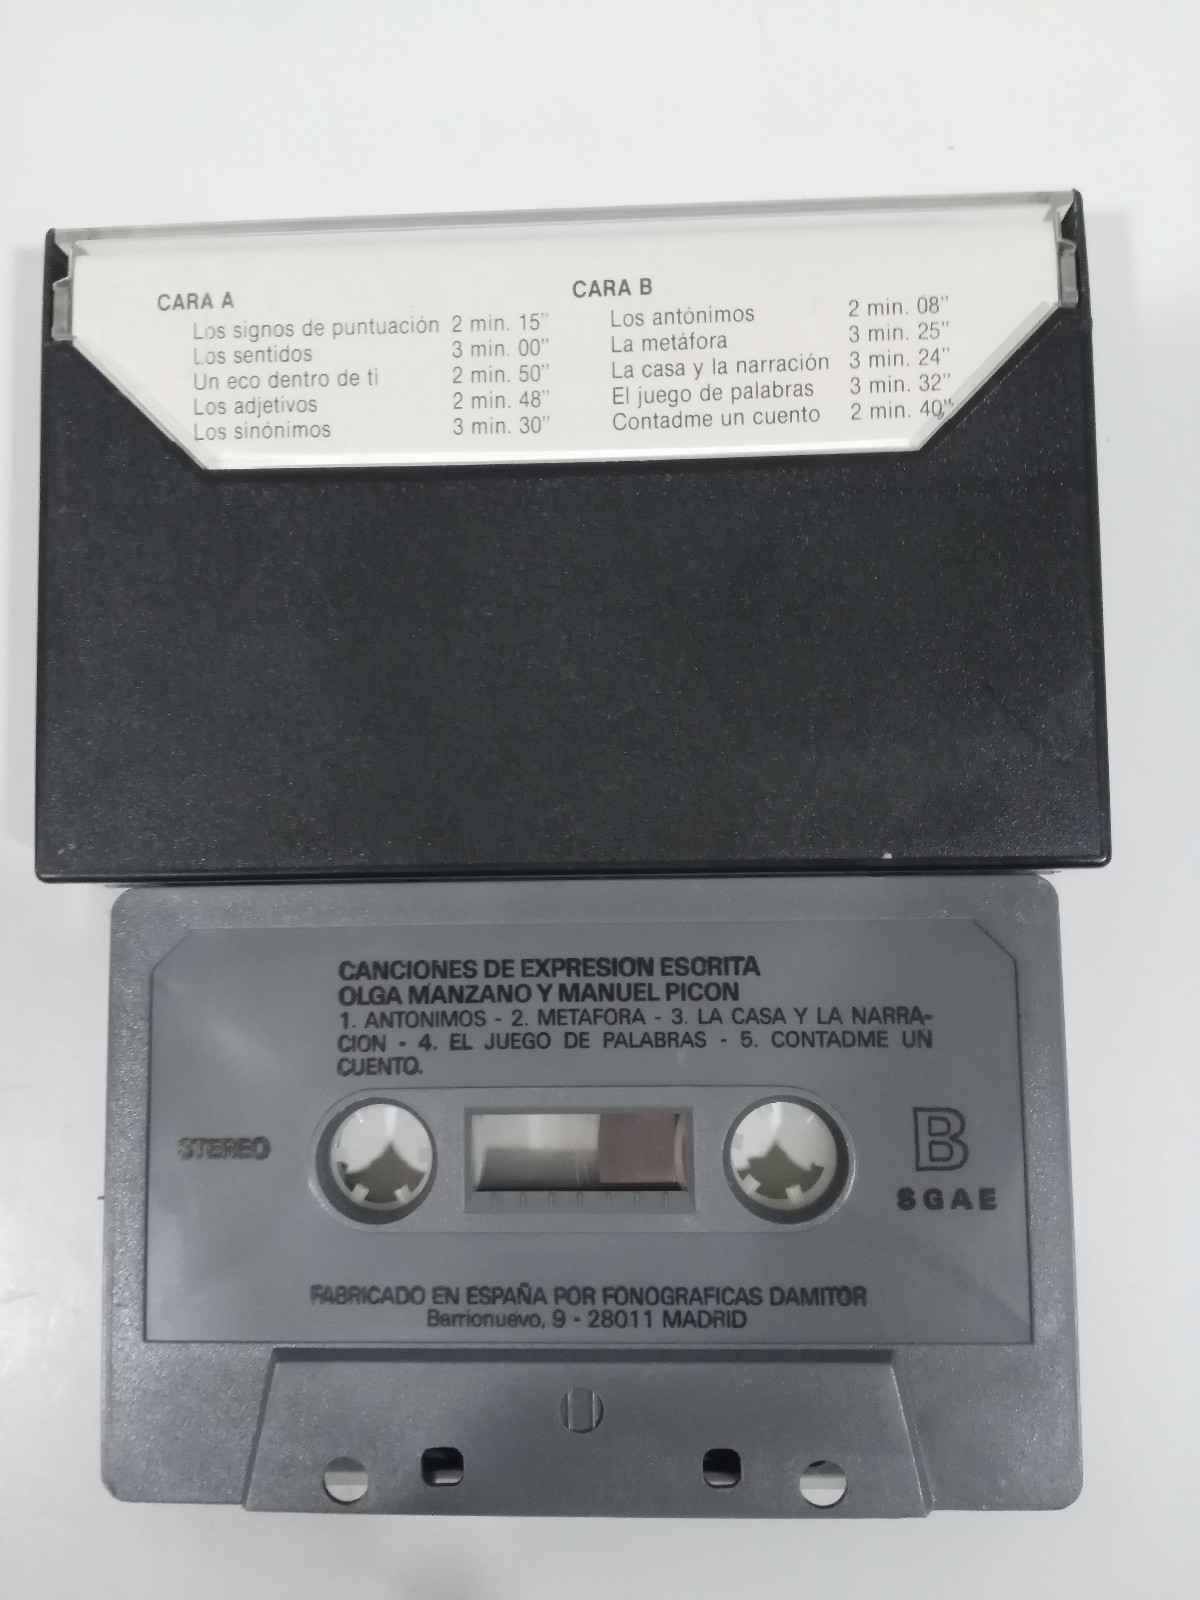 CARA A
Los signos de puntuación 2 min. 15"
Los sentidos 3 min. 00"
Un eco dentro de ti 2 min. 50"
Los adjetivos 2 min. 48"
Los sinónimos 3 min. 30"
CARA B
Los antónimos 2 min. 08"
La metáfora 3 min. 25"
La casa y la narración 3 min. 24"
El juego de palabras 3 min. 32"
Contadme un cuento 2 min. 40"
CANCIONES DE EXPRESION ESCRITA
OLGA MANZANO Y MANUEL PICON
1. ANTONIMOS - 2. METAFORA - 3. LA CASA Y LA NARRA-
CION - 4. EL JUEGO DE PALABRAS - 5. CONTADME UN
CUENTO.
STEREO
B
SGAE
FABRICADO EN ESPAÑA POR FONOGRAFICAS DAMITOR
Barrionuevo, 9 - 28011 MADRID